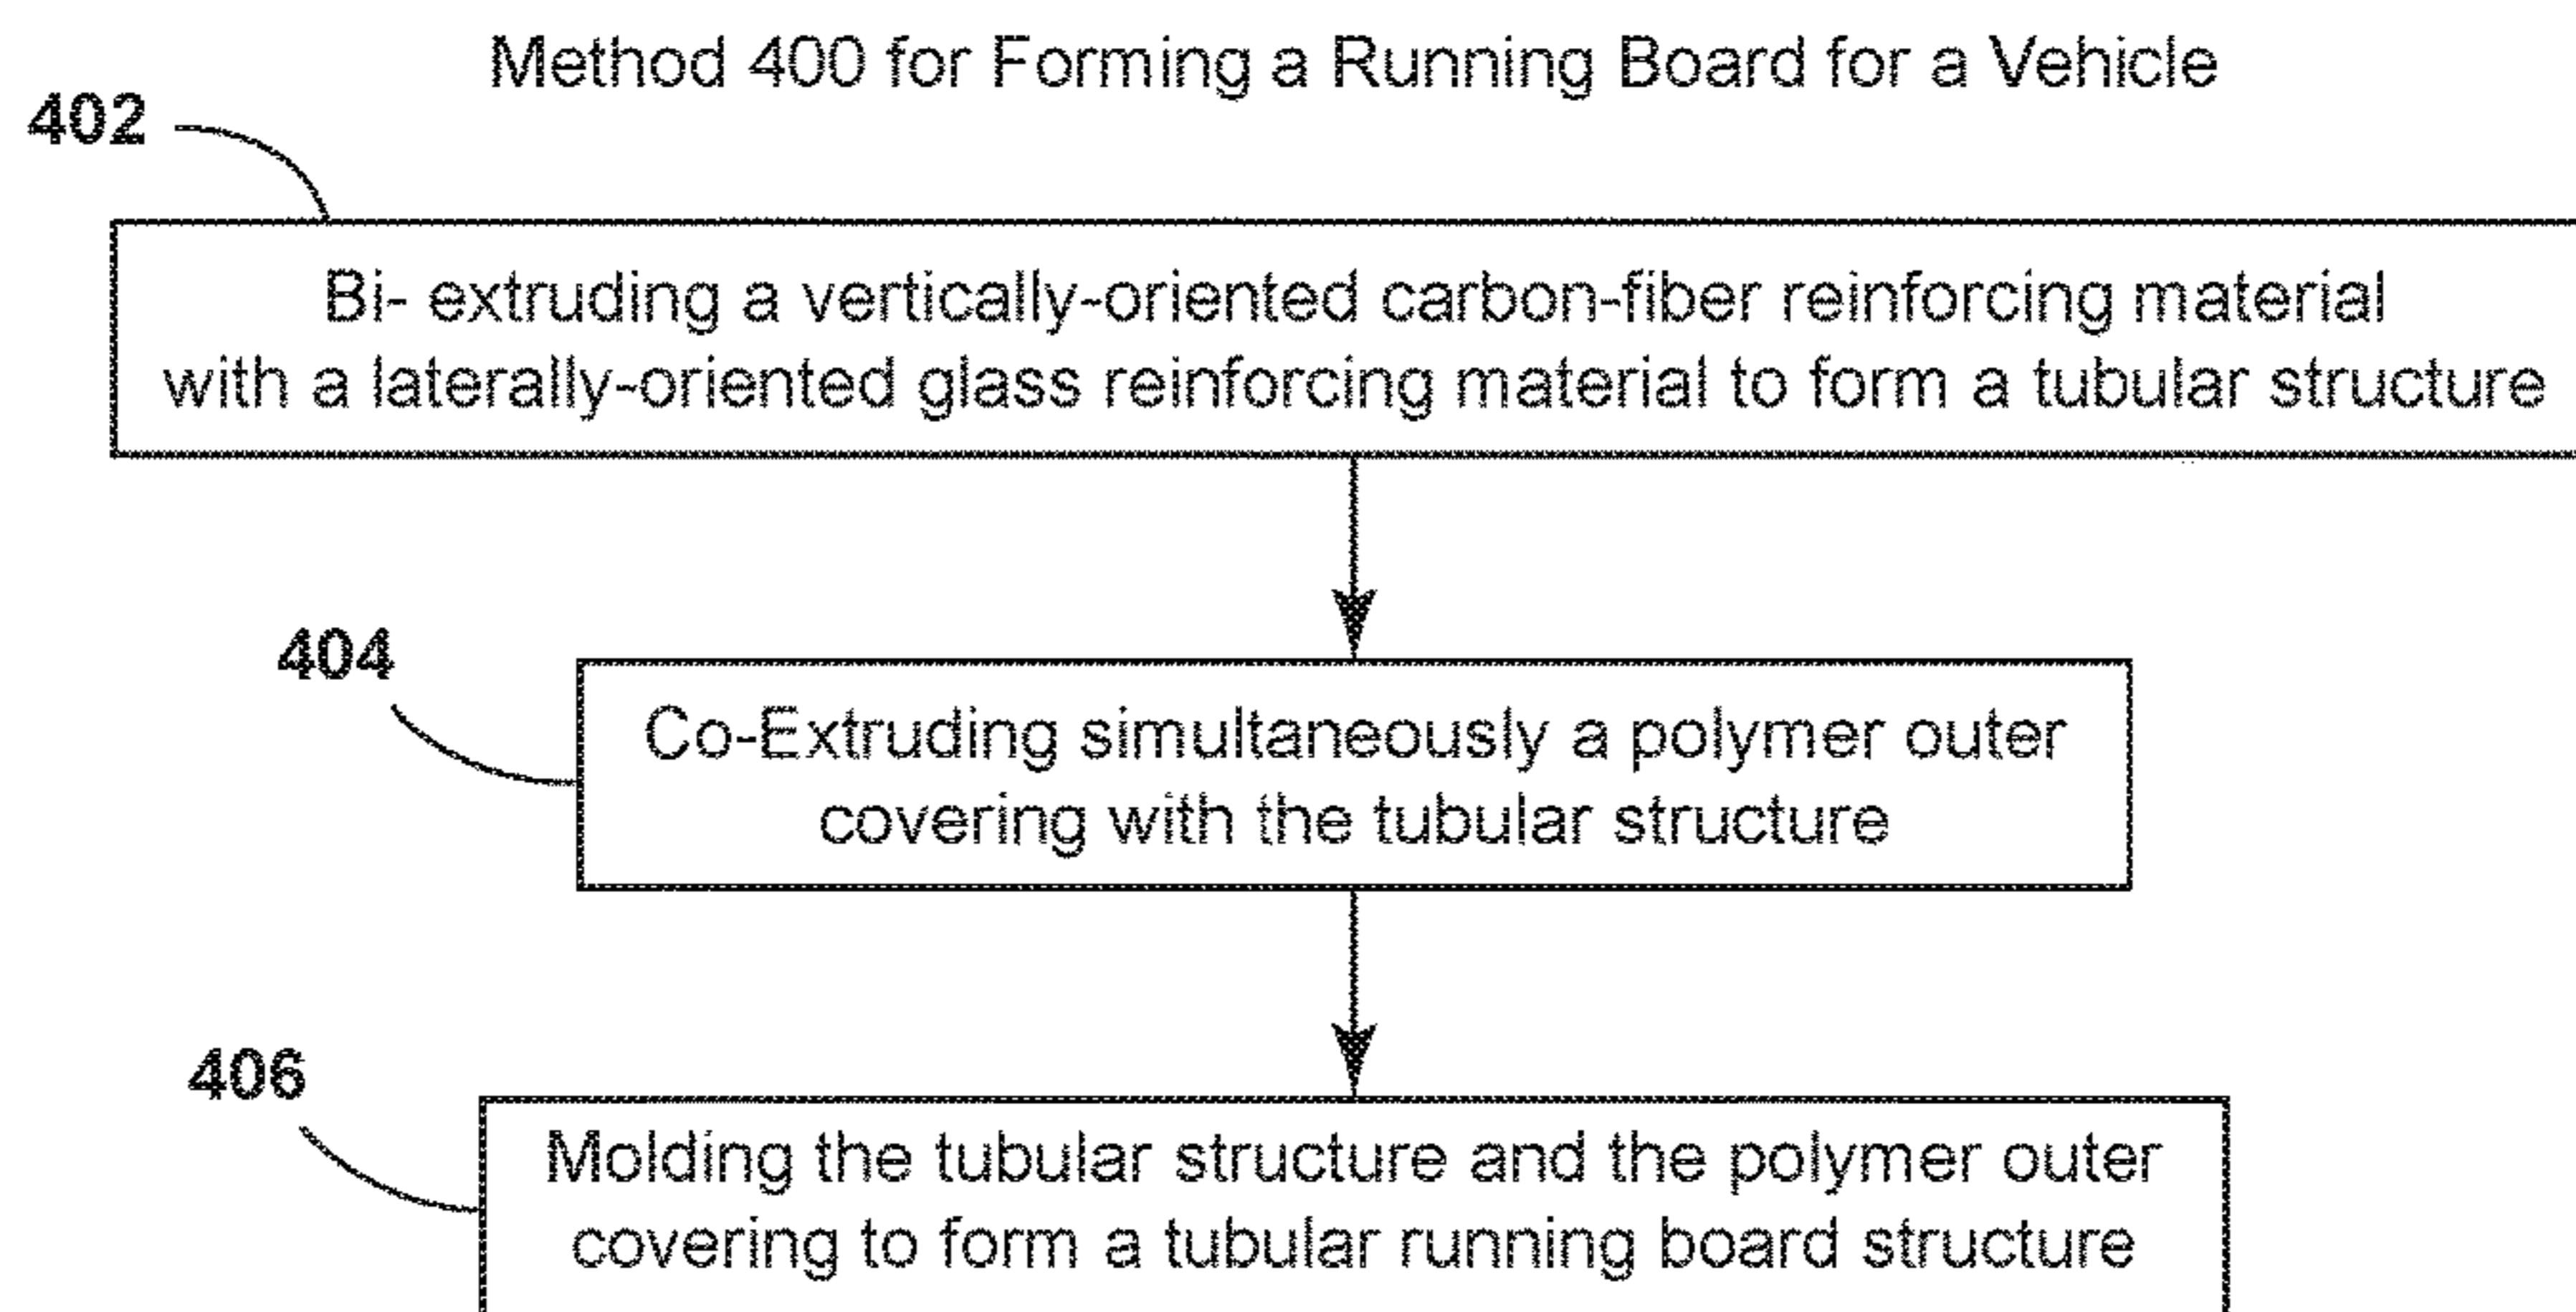 Method 400 for Forming a Running Board for a Vehicle
402
Bi- extruding a vertically-oriented carbon-fiber reinforcing material
with a laterally-oriented glass reinforcing material to form a tubular structure
404
Co-Extruding simultaneously a polymer outer
covering with the tubular structure
406
Molding the tubular structure and the polymer outer
covering to form a tubular running board structure